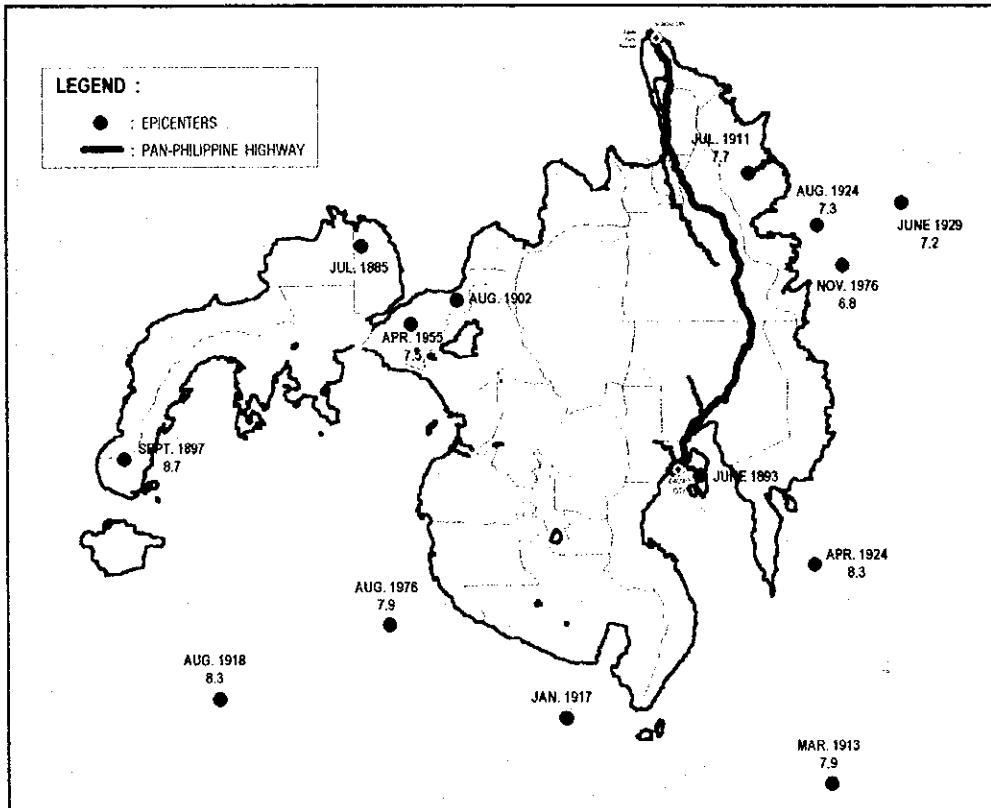 LEGEND :
: EPICENTERS
: PAN-PHILIPPINE HIGHWAY
JUL. 1911
7.7
AUG. 1924
7.3
JUNE 1929
7.2
JUL. 1885
NOV. 1976
6.8
AUG. 1902
APR. 1955
7.5
SEPT. 1897
8.7
JUNE 1893
APR. 1924
8.3
AUG. 1976
7.9
AUG. 1918
8.3
JAN. 1917
MAR. 1913
7.9